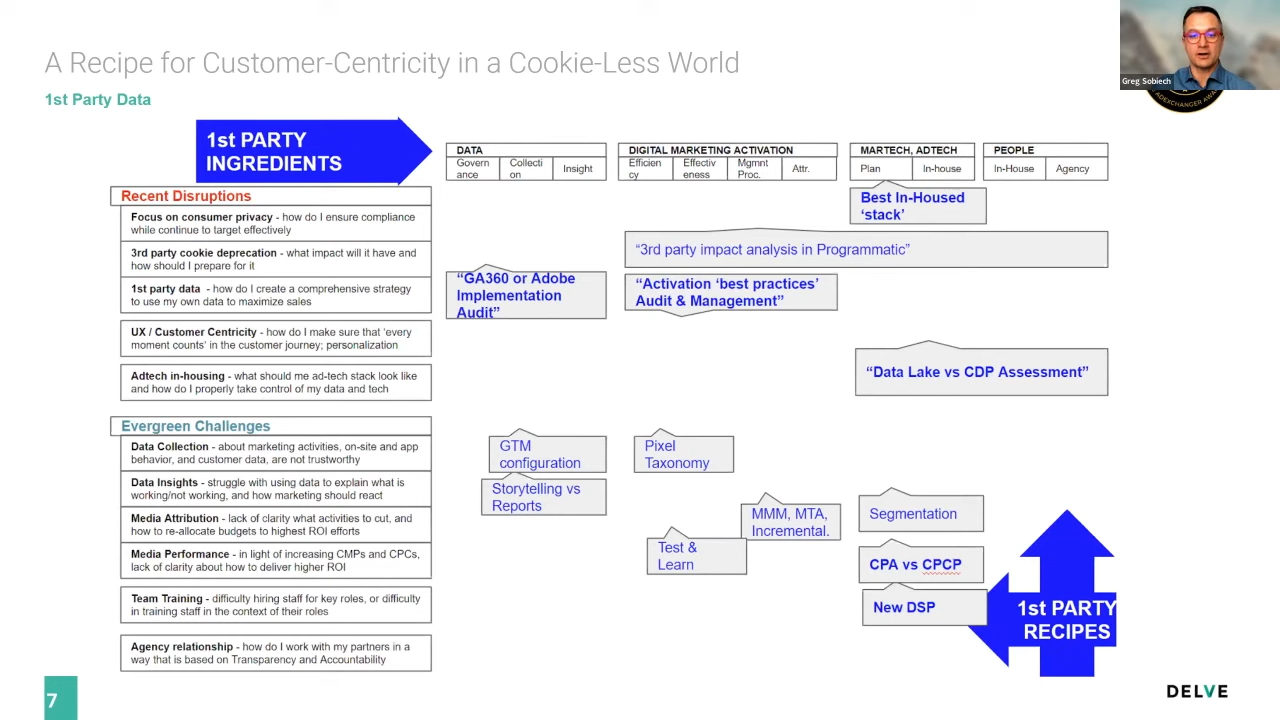 A Recipe for Customer-Centricity in a Cookie-Less World
1st Party Data
Greg Sobiech
ADEXCHANGER AWA
1st PARTY
INGREDIENTS
DATA
Govern
ance
Collecti
on
Insight
DIGITAL MARKETING ACTIVATION
Efficien
cy
Effectiv
eness
Mgmnt
Proc.
Attr.
MARTECH, ADTECH
Plan
In-house
PEOPLE
In-House
Agency
Recent Disruptions
Focus on consumer privacy - how do I ensure compliance
while continue to target effectively
3rd party cookie deprecation - what impact will it have and
how should I prepare for it
1st party data - how do I create a comprehensive strategy
to use my own data to maximize sales
UX / Customer Centricity - how do I make sure that 'every
moment counts' in the customer journey; personalization
Adtech in-housing - what should me ad-tech stack look like
and how do I properly take control of my data and tech
Best In-Housed
'stack'
"3rd party impact analysis in Programmatic"
"GA360 or Adobe
Implementation
Audit"
"Activation 'best practices'
Audit & Management"
"Data Lake vs CDP Assessment"
Evergreen Challenges
Data Collection - about marketing activities, on-site and app
behavior, and customer data, are not trustworthy
Data Insights - struggle with using data to explain what is
working/not working, and how marketing should react
Media Attribution - lack of clarity what activities to cut, and
how to re-allocate budgets to highest ROI efforts
Media Performance - in light of increasing CMPs and CPCs,
lack of clarity about how to deliver higher ROI
Team Training - difficulty hiring staff for key roles, or difficulty
in training staff in the context of their roles
Agency relationship - how do I work with my partners in a
way that is based on Transparency and Accountability
GTM
configuration
Pixel
Taxonomy
Storytelling vs
Reports
MMM, MTA,
Incremental.
Segmentation
Test &
Learn
CPA vs CPCP
New DSP
1st PARTY
RECIPES
7
DELVE